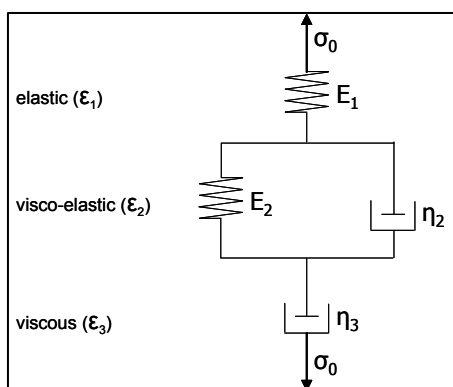 σ₀
elastic (ε₁)
E₁
visco-elastic (ε₂)
E₂
η₂
viscous (ε₃)
η₃
σ₀